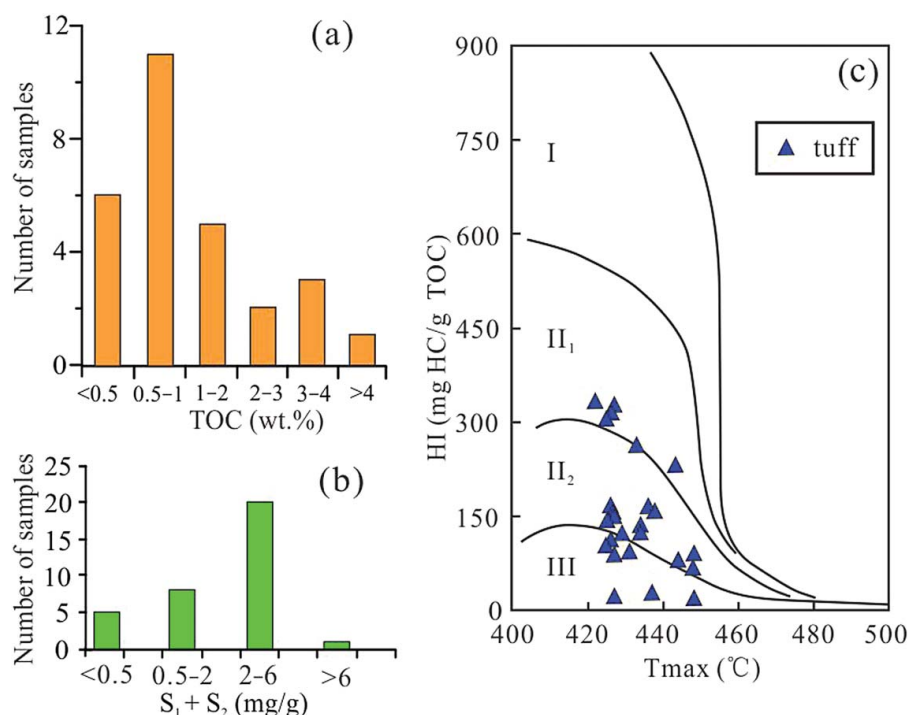 (a)
Number of samples
12
8
4
0
<0.5 0.5-1 1-2 2-3 3-4 >4
TOC (wt.%)
(b)
Number of samples
25
20
15
10
5
0
<0.5 0.5-2 2-6 >6
S₁ + S₂ (mg/g)
(c)
HI (mg HC/g TOC)
900
750
600
450
300
150
0
I
II₁
II₂
III
tuff
400 420 440 460 480 500
Tmax (℃)